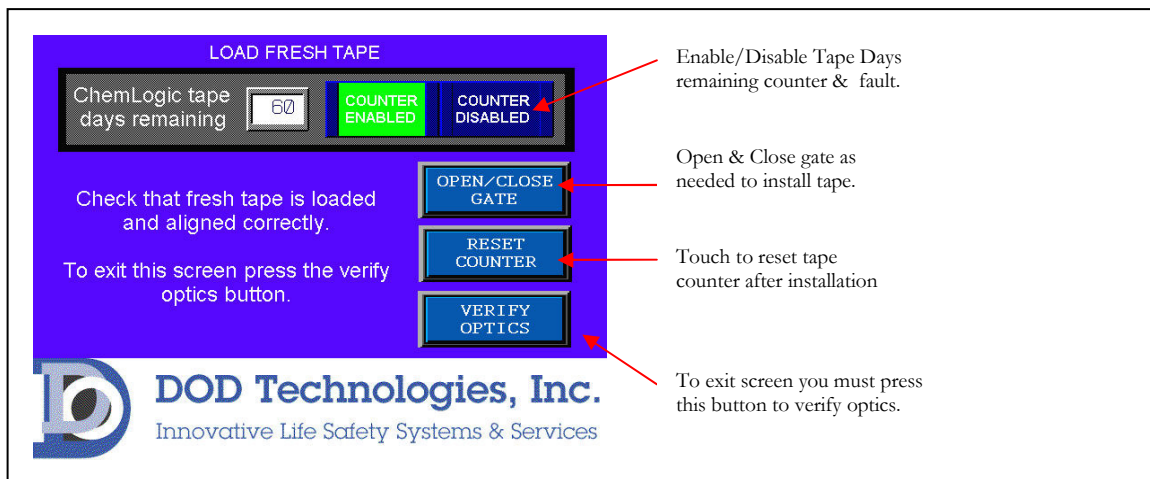 LOAD FRESH TAPE
ChemLogic tape
days remaining
60
COUNTER
ENABLED
COUNTER
DISABLED
Enable/Disable Tape Days
remaining counter & fault.
Check that fresh tape is loaded
and aligned correctly.
To exit this screen press the verify
optics button.
OPEN/CLOSE
GATE
Open & Close gate as
needed to install tape.
RESET
COUNTER
Touch to reset tape
counter after installation
VERIFY
OPTICS
To exit screen you must press
this button to verify optics.
DOD Technologies, Inc.
Innovative Life Safety Systems & Services